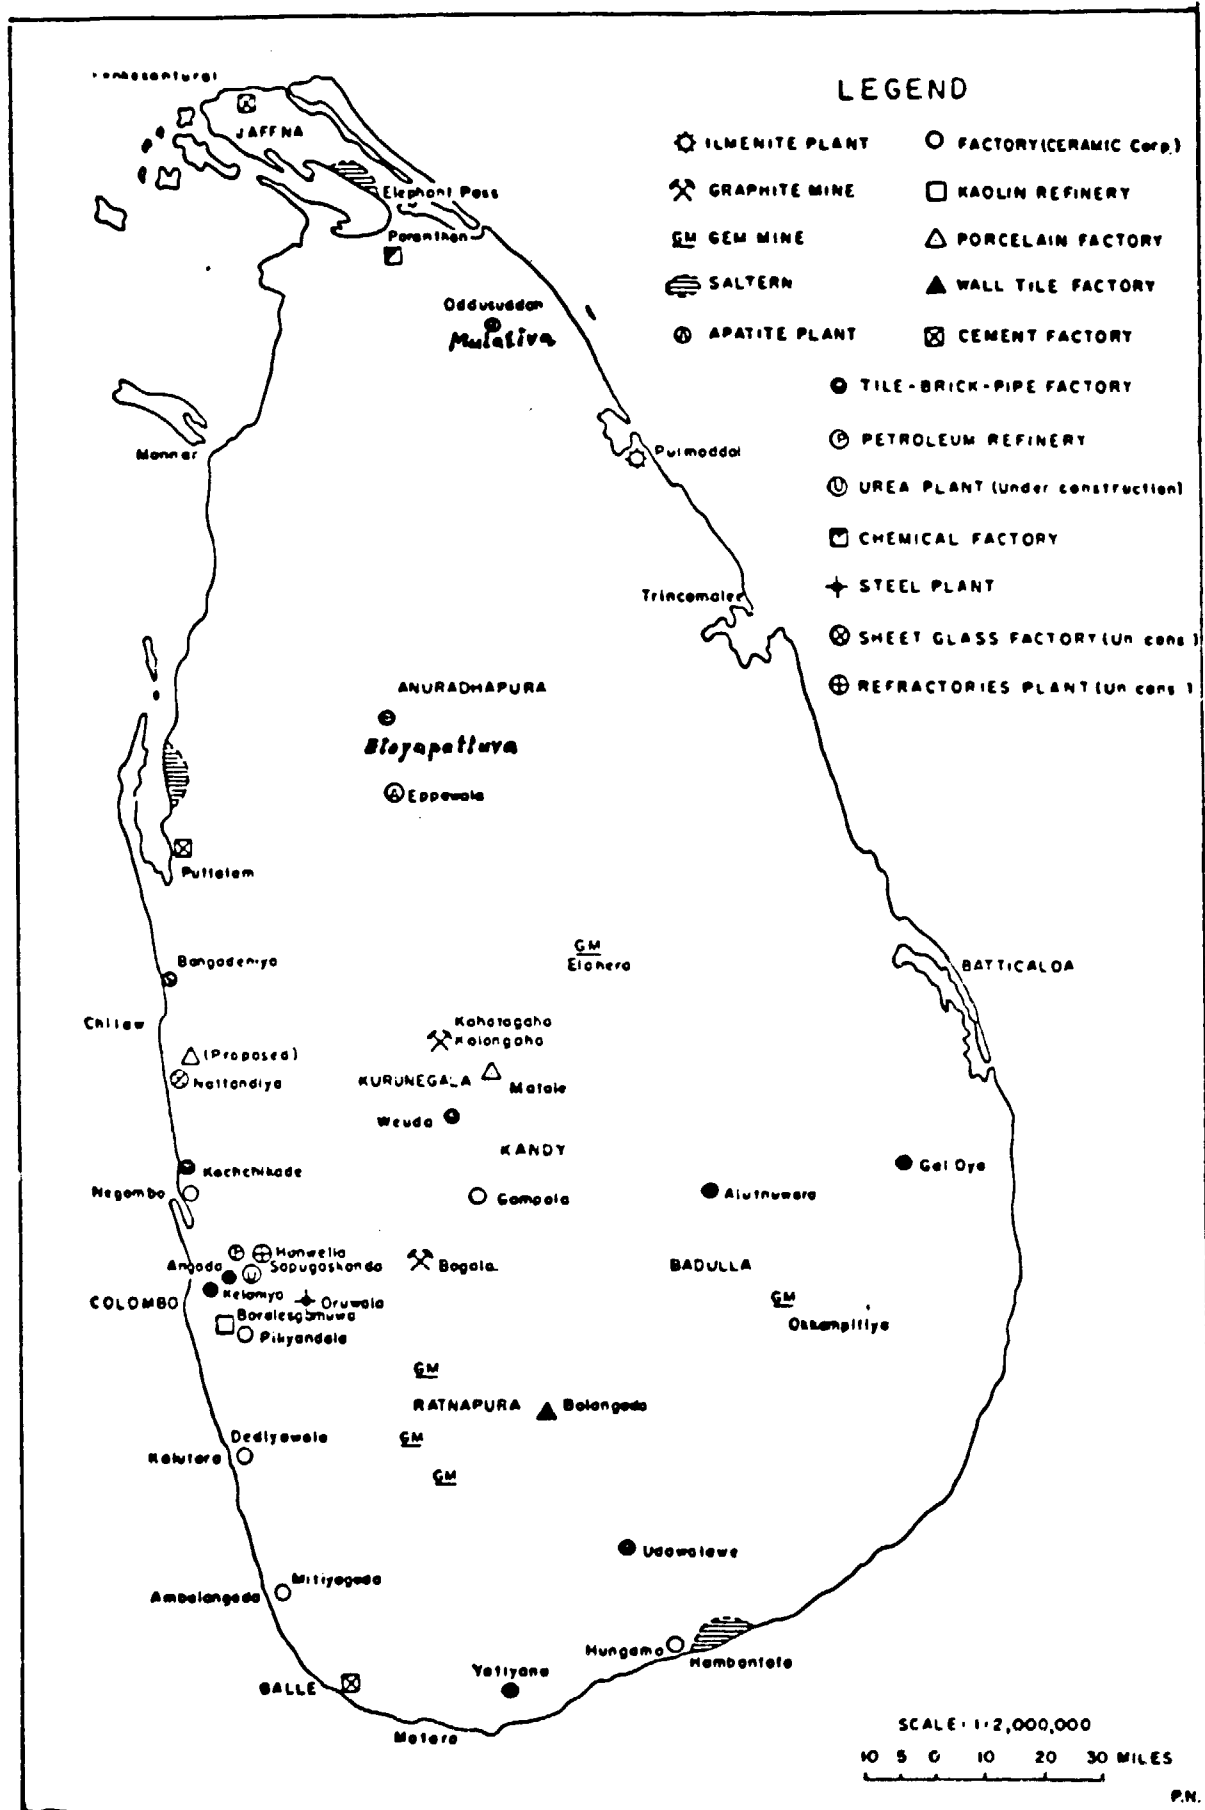 LEGEND
ILMENITE PLANT
GRAPHITE MINE
GM GEM MINE
SALTERN
A APATITE PLANT
FACTORY (CERAMIC Corp.)
KAOLIN REFINERY
PORCELAIN FACTORY
WALL TILE FACTORY
CEMENT FACTORY
TILE-BRICK-PIPE FACTORY
P PETROLEUM REFINERY
U UREA PLANT (Under construction)
CHEMICAL FACTORY
STEEL PLANT
SHEET GLASS FACTORY (Un cons.)
REFRACTORIES PLANT (Un cons.)
JAFFNA
Elephant Pass
Paranthan
Oddusuddan
Mulativa
Mannar
Pulmoddai
Trincomalee
ANURADHAPURA
A Eppawala
Puttalam
Bangadeniya
GM
Elahera
BATTICALOA
Chilaw
Kahatagaha
Kolongaha
(Proposed)
Nattandiya
KURUNEGALA
Matale
Weuda
KANDY
Kochchikade
Gal Oya
Negombo
Gampola
Alutnuwara
P
Hanwella
Angoda
U
Sapugaskanda
Bogala
BADULLA
COLOMBO
Kelaniya
Oruwala
GM
Okkampitiya
Boralesgamuwa
Piliyandala
GM
RATNAPURA
Balangoda
Dediyawala
GM
Kalutara
GM
Udawalawe
Mitiyagoda
Ambalangoda
Hungama
Hambantota
GALLE
Yatiyana
Matara
SCALE: 1:2,000,000
10 5 0 10 20 30 MILES
P.N.